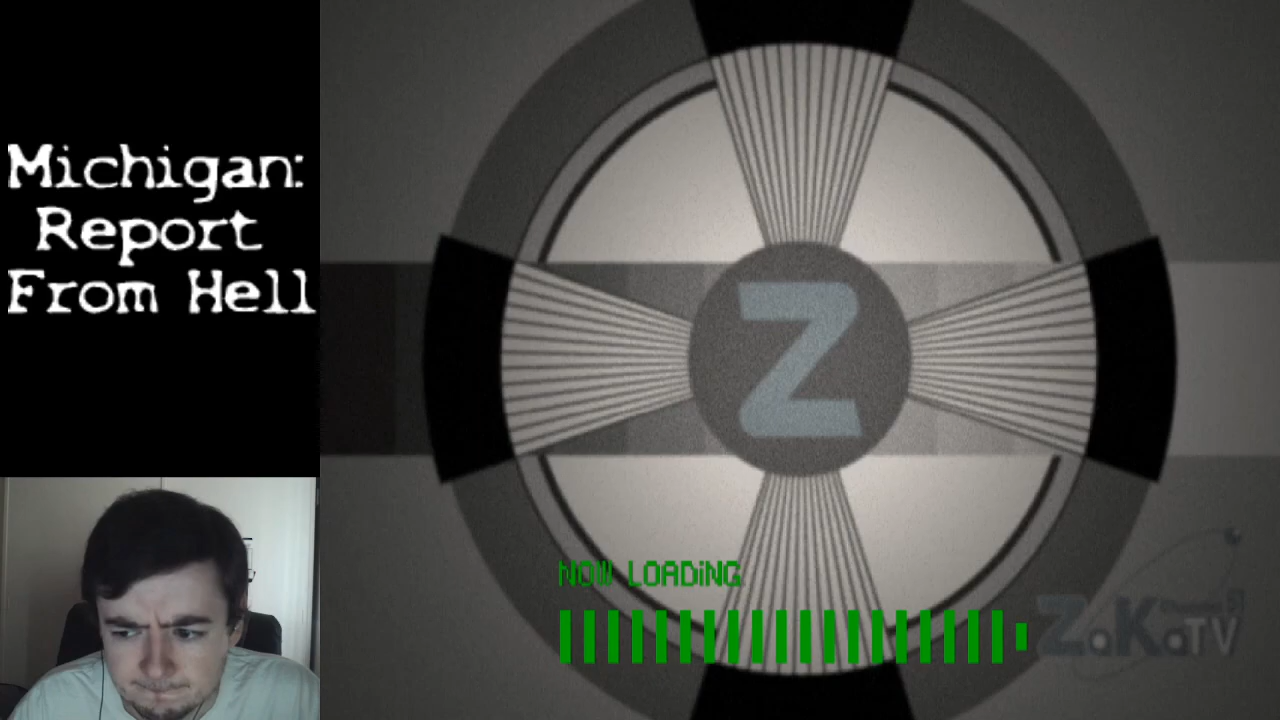 Michigan:
Report
From Hell
Z
NOW LOADiNG
ZaKaTV